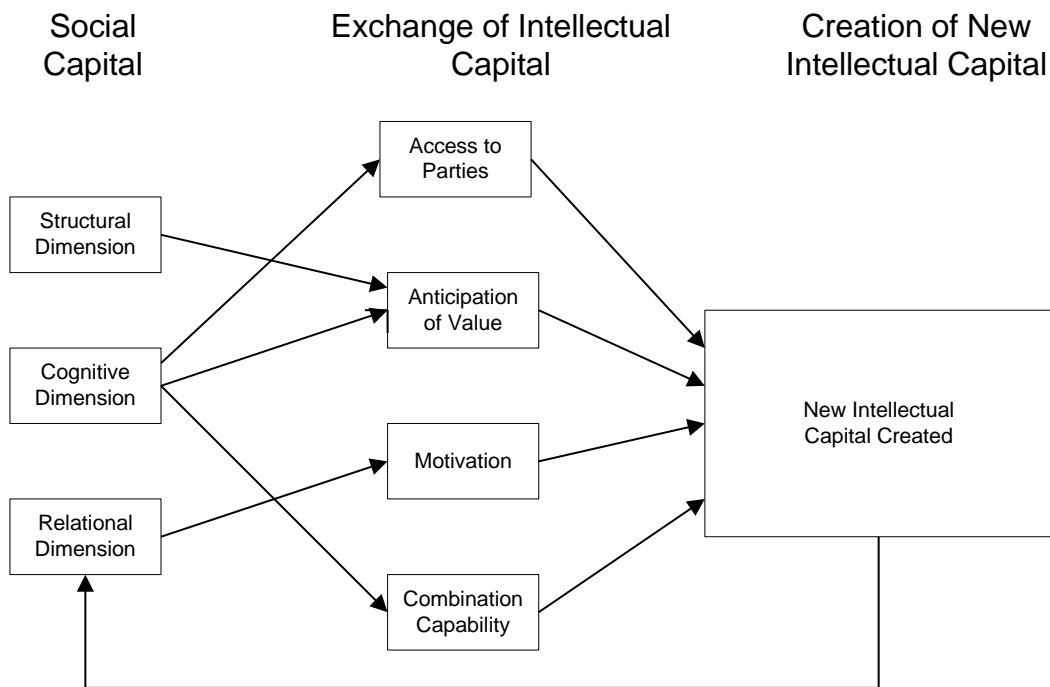 Social
Capital
Exchange of Intellectual
Capital
Creation of New
Intellectual Capital
Access to
Parties
Structural
Dimension
Anticipation
of Value
Cognitive
Dimension
New Intellectual
Capital Created
Motivation
Relational
Dimension
Combination
Capability